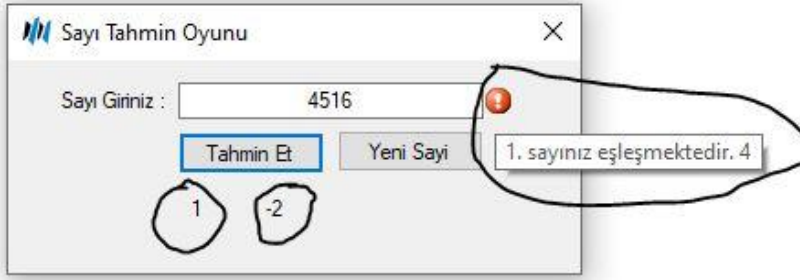 Sayı Tahmin Oyunu
Sayı Giriniz : 4516
Tahmin Et Yeni Sayi 1. sayınız eşleşmektedir. 4
1 -2